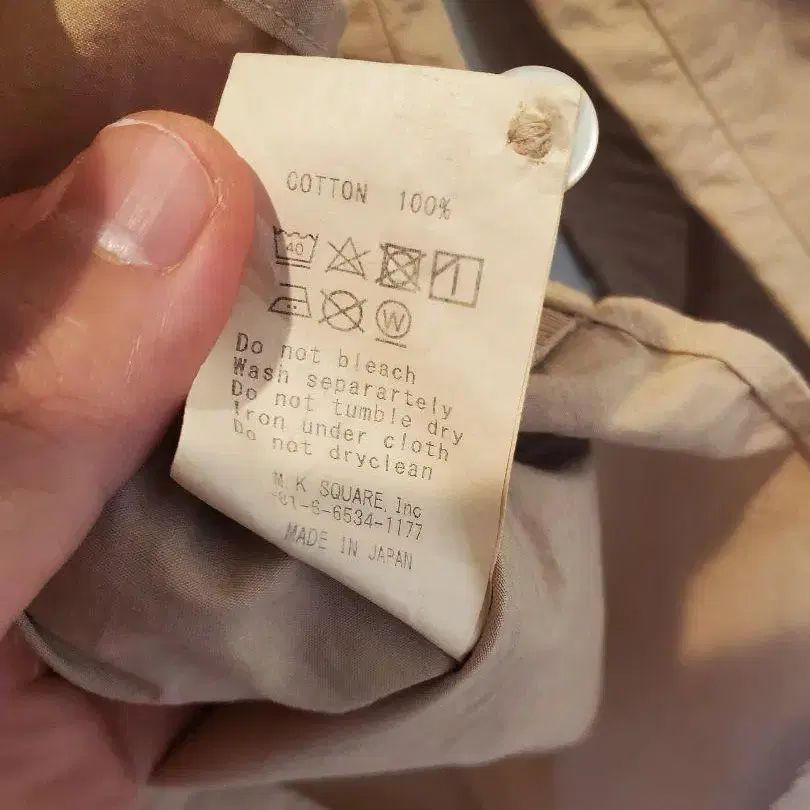 COTTON 100%
40
W
Do not bleach
Wash separartely
Do not tumble dry
Iron under cloth
Do not dryclean
M.K SQUARE,Inc
-81-6-6534-1177
MADE IN JAPAN